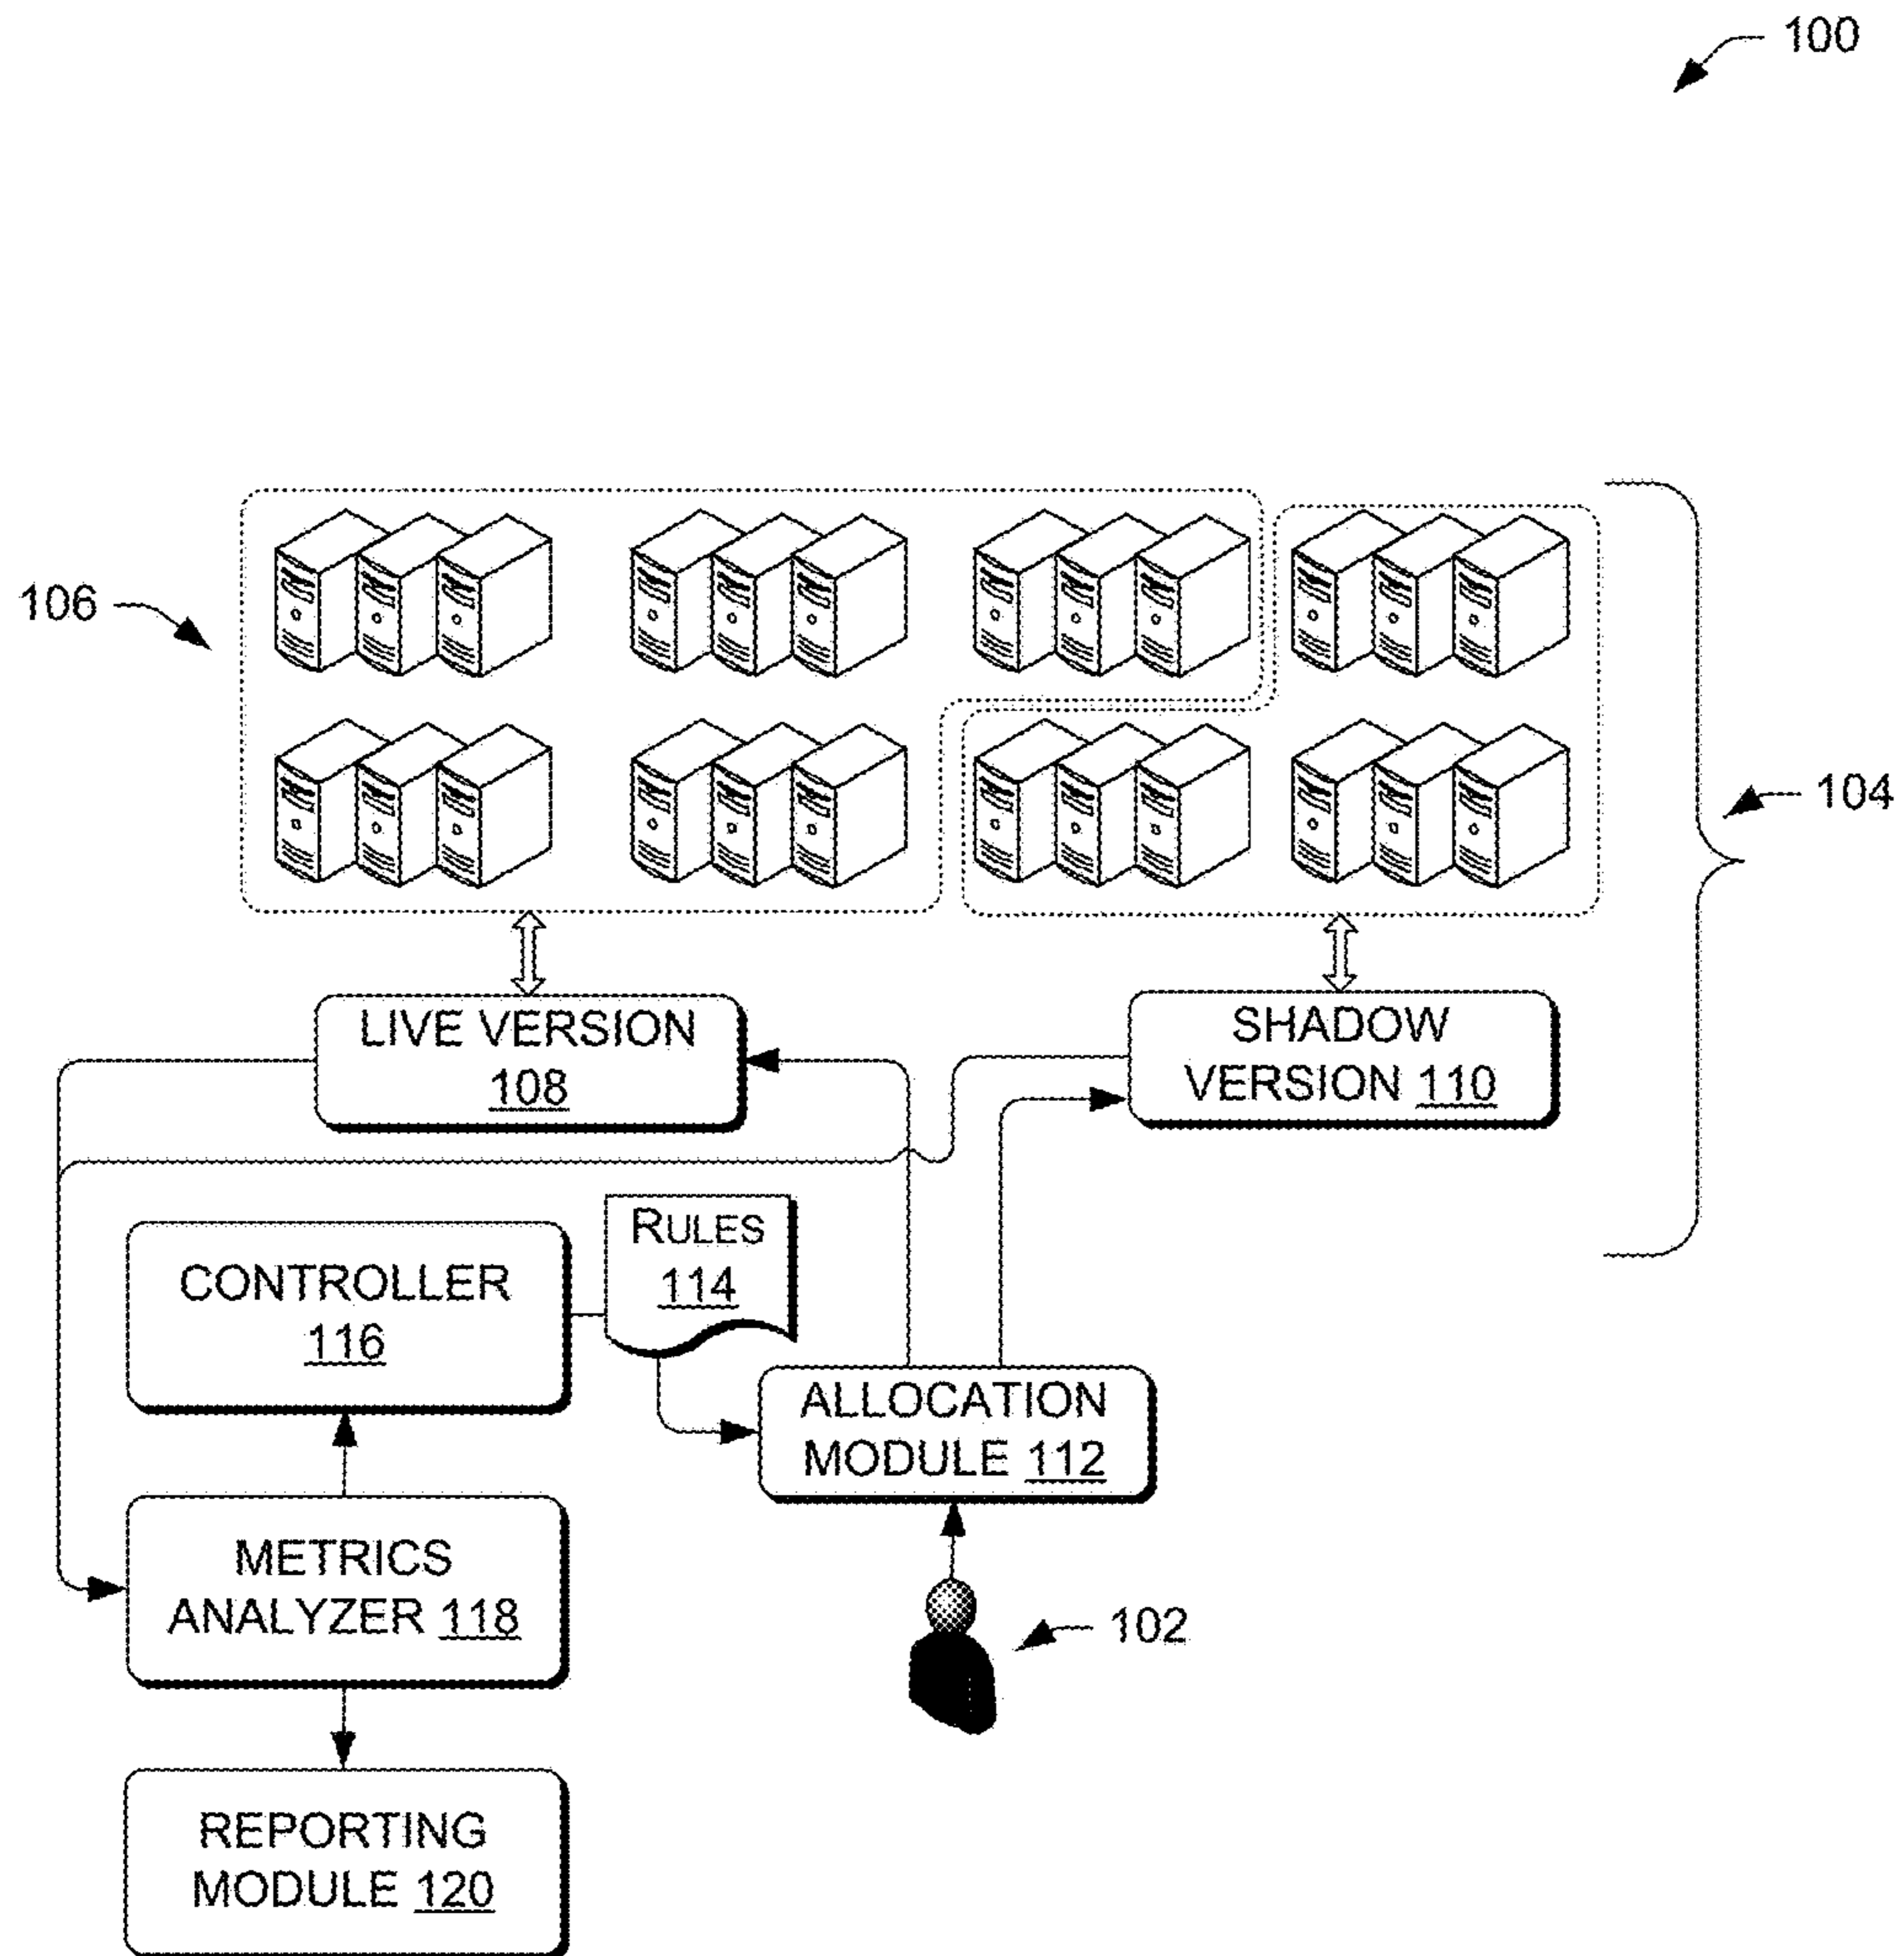 100
106
104
LIVE VERSION
108
SHADOW
VERSION 110
RULES
114
CONTROLLER
116
ALLOCATION
MODULE 112
METRICS
ANALYZER 118
102
REPORTING
MODULE 120